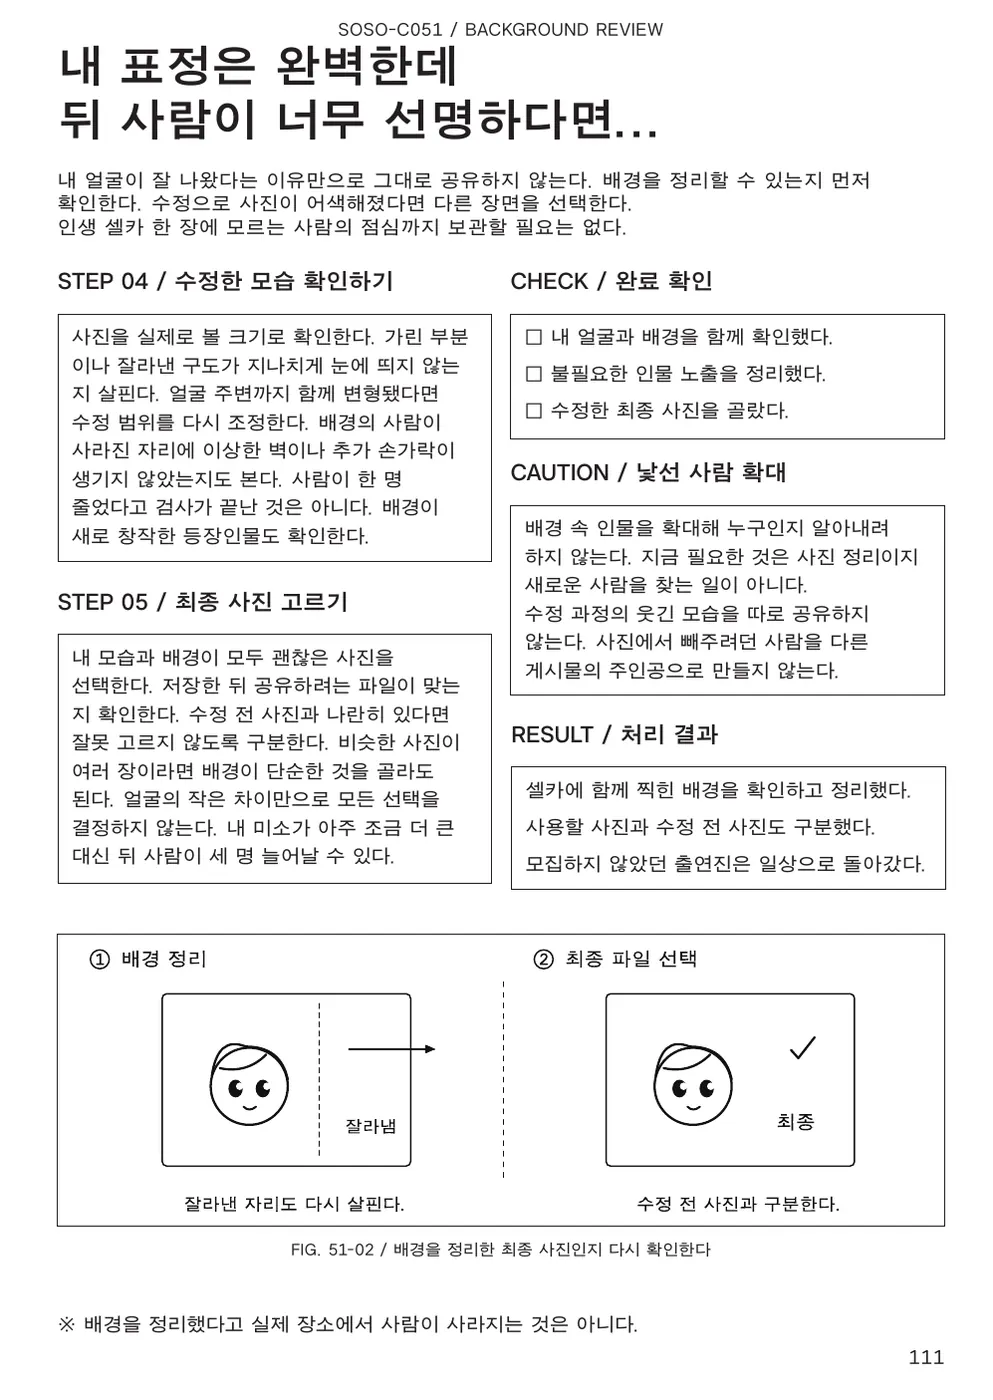 SOSO-C051 / BACKGROUND REVIEW
내 표정은 완벽한데
뒤 사람이 너무 선명하다면...
내 얼굴이 잘 나왔다는 이유만으로 그대로 공유하지 않는다. 배경을 정리할 수 있는지 먼저
확인한다. 수정으로 사진이 어색해졌다면 다른 장면을 선택한다.
인생 셀카 한 장에 모르는 사람의 점심까지 보관할 필요는 없다.
STEP 04 / 수정한 모습 확인하기
사진을 실제로 볼 크기로 확인한다. 가린 부분
이나 잘라낸 구도가 지나치게 눈에 띄지 않는
지 살핀다. 얼굴 주변까지 함께 변형됐다면
수정 범위를 다시 조정한다. 배경의 사람이
사라진 자리에 이상한 벽이나 추가 손가락이
생기지 않았는지도 본다. 사람이 한 명
줄었다고 검사가 끝난 것은 아니다. 배경이
새로 창작한 등장인물도 확인한다.
STEP 05 / 최종 사진 고르기
내 모습과 배경이 모두 괜찮은 사진을
선택한다. 저장한 뒤 공유하려는 파일이 맞는
지 확인한다. 수정 전 사진과 나란히 있다면
잘못 고르지 않도록 구분한다. 비슷한 사진이
여러 장이라면 배경이 단순한 것을 골라도
된다. 얼굴의 작은 차이만으로 모든 선택을
결정하지 않는다. 내 미소가 아주 조금 더 큰
대신 뒤 사람이 세 명 늘어날 수 있다.
CHECK / 완료 확인
□ 내 얼굴과 배경을 함께 확인했다.
□ 불필요한 인물 노출을 정리했다.
□ 수정한 최종 사진을 골랐다.
CAUTION / 낯선 사람 확대
배경 속 인물을 확대해 누구인지 알아내려
하지 않는다. 지금 필요한 것은 사진 정리이지
새로운 사람을 찾는 일이 아니다.
수정 과정의 웃긴 모습을 따로 공유하지
않는다. 사진에서 빼주려던 사람을 다른
게시물의 주인공으로 만들지 않는다.
RESULT / 처리 결과
셀카에 함께 찍힌 배경을 확인하고 정리했다.
사용할 사진과 수정 전 사진도 구분했다.
모집하지 않았던 출연진은 일상으로 돌아갔다.
① 배경 정리
잘라냄
잘라낸 자리도 다시 살핀다.
② 최종 파일 선택
최종
수정 전 사진과 구분한다.
FIG. 51-02 / 배경을 정리한 최종 사진인지 다시 확인한다
※ 배경을 정리했다고 실제 장소에서 사람이 사라지는 것은 아니다.
111